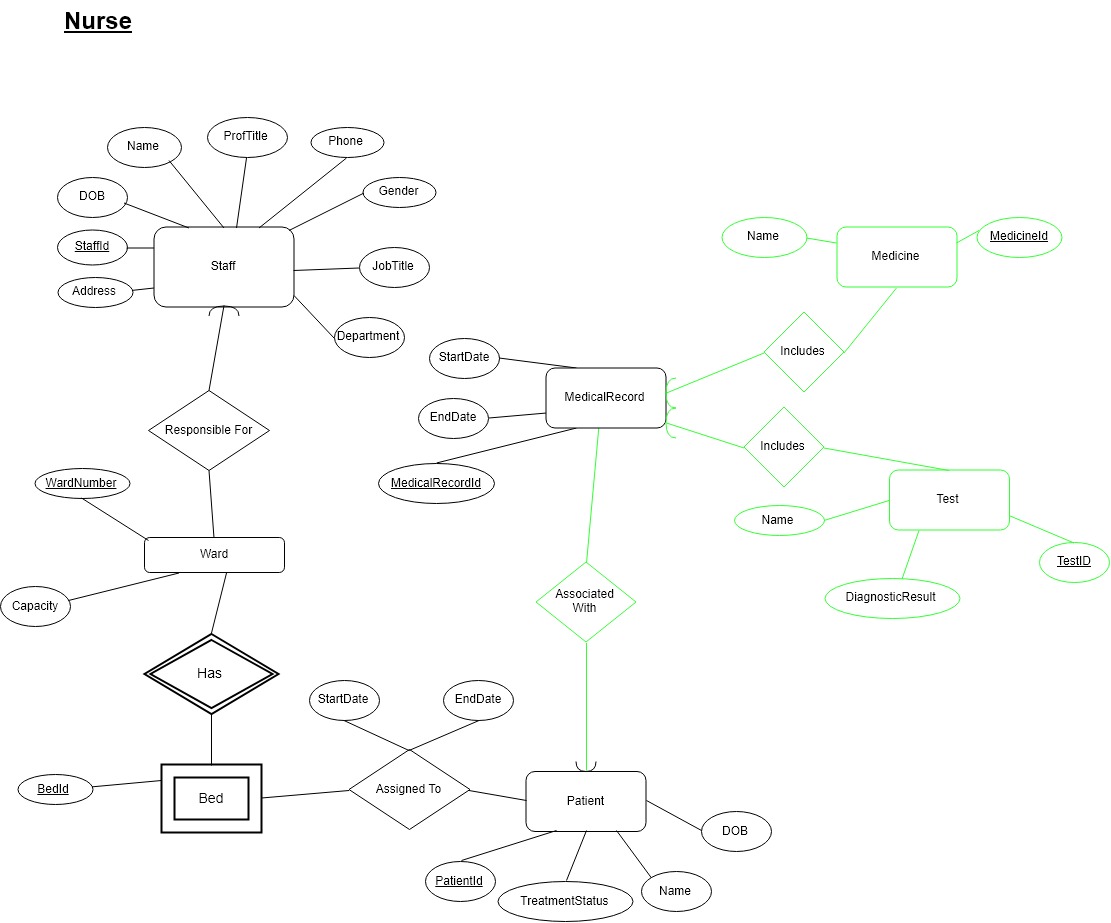 Nurse
Name
ProfTitle
Phone
DOB
Gender
StaffId
Staff
JobTitle
Address
Department
Name
MedicineId
Medicine
StartDate
Includes
MedicalRecord
EndDate
Responsible For
Includes
WardNumber
MedicalRecordId
Test
Name
Ward
TestID
Capacity
Associated
With
DiagnosticResult
Has
StartDate
EndDate
BedId
Bed
Assigned To
Patient
DOB
PatientId
TreatmentStatus
Name